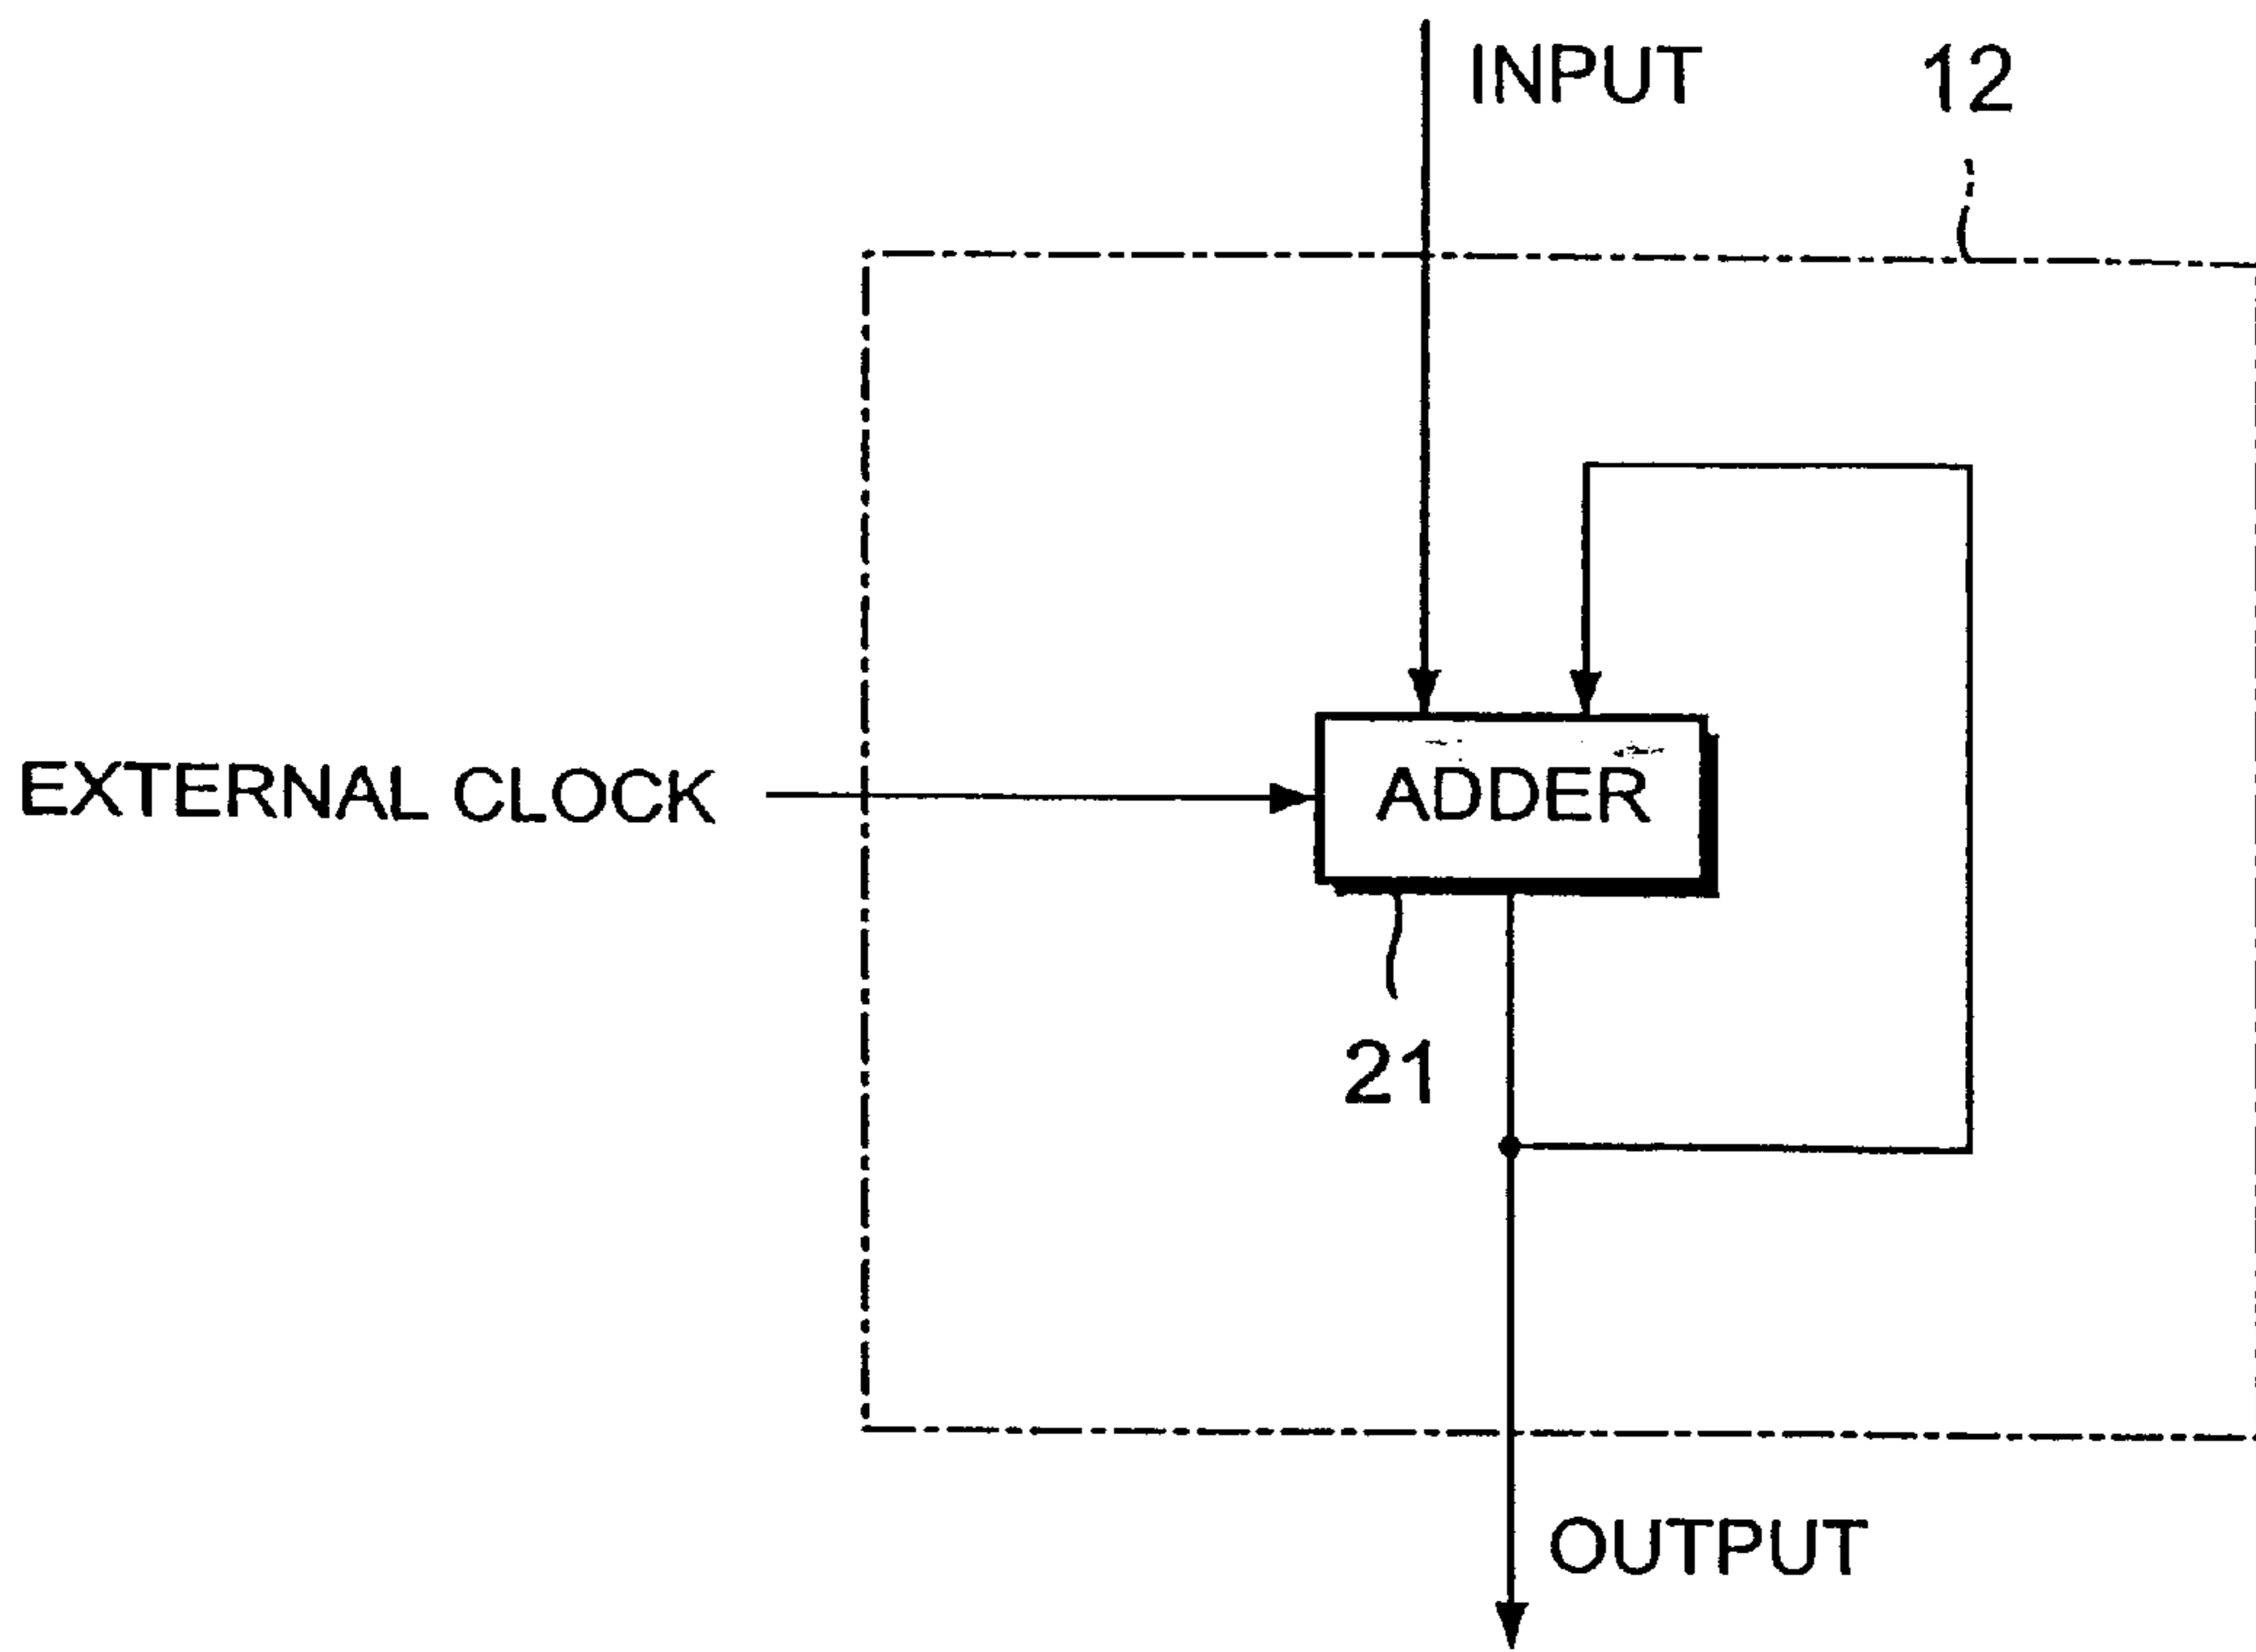 INPUT
12
EXTERNAL CLOCK
ADDER
21
OUTPUT